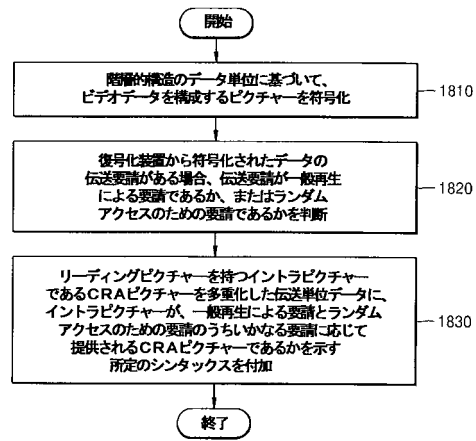 開始
階層的構造のデータ単位に基づいて、
ビデオデータを構成するピクチャーを符号化
1810
復号化装置から符号化されたデータの
伝送要請がある場合、伝送要請が一般再生
による要請であるか、またはランダム
アクセスのための要請であるかを判断
1820
リーディングピクチャーを持つイントラピクチャー
であるCRAピクチャーを多重化した伝送単位データに、
イントラピクチャーが、一般再生による要請とランダム
アクセスのための要請のうちいかなる要請に応じて
提供されるCRAピクチャーであるかを示す
所定のシンタックスを付加
1830
終了